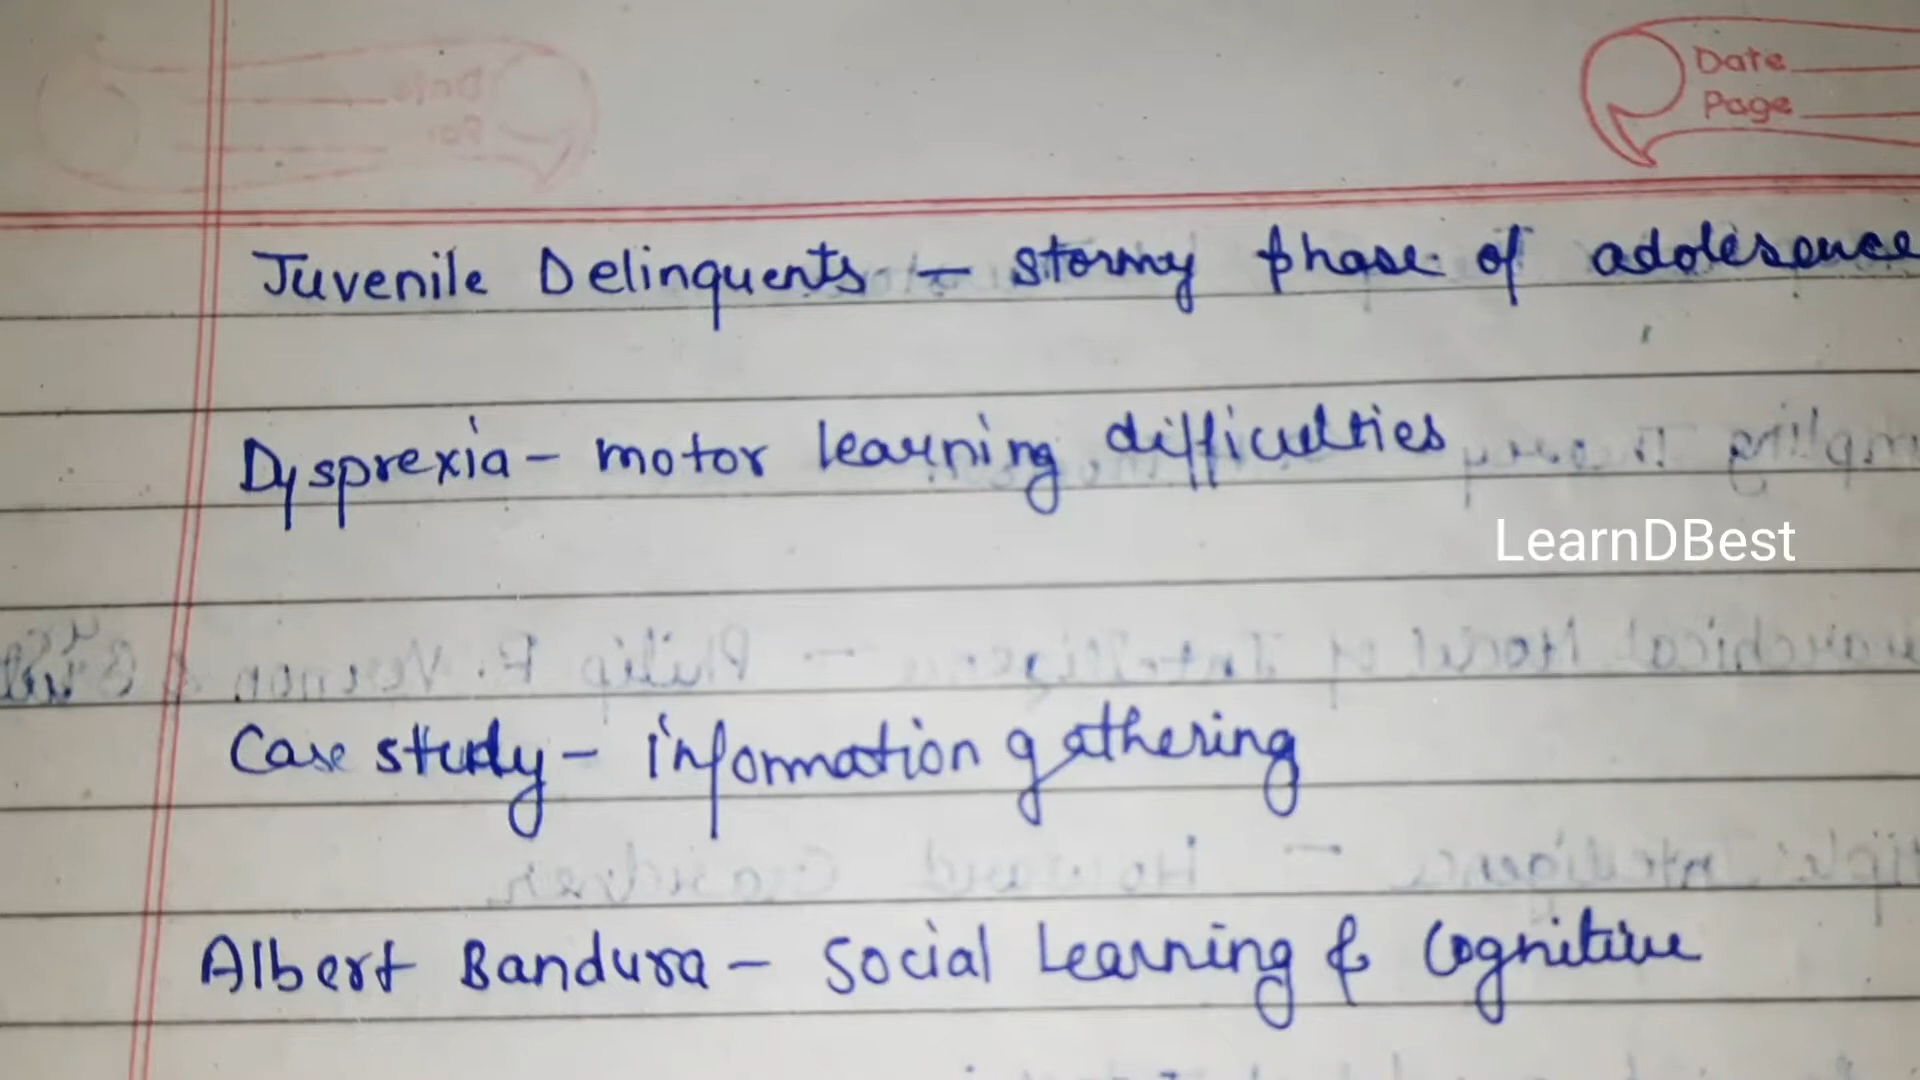 Date
Page
Juvenile Delinquents - stormy phase of adolesence
Dysprexia - motor learning difficulties
LearnDBest
Case study - information gathering
Albert Bandura - Social Learning & Cognitive